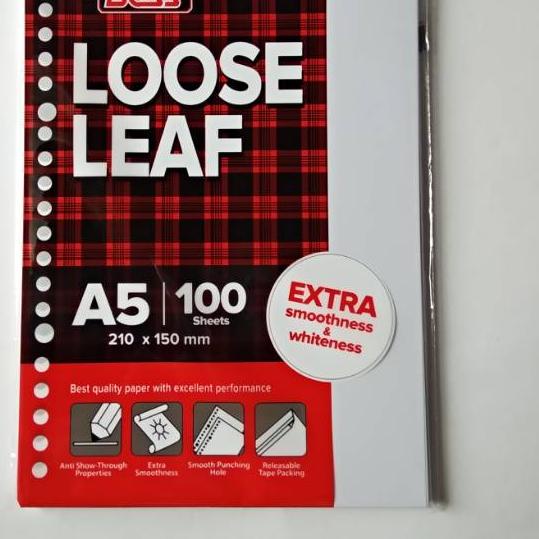 LOOSE
LEAF
A5 | 100
Sheets
210 x 150 mm
EXTRA
smoothness
&
whiteness
Best quality paper with excellent performance
Anti Show-Through
Properties
Extra
Smoothness
Smooth Punching
Hole
Releasable
Tape Packing